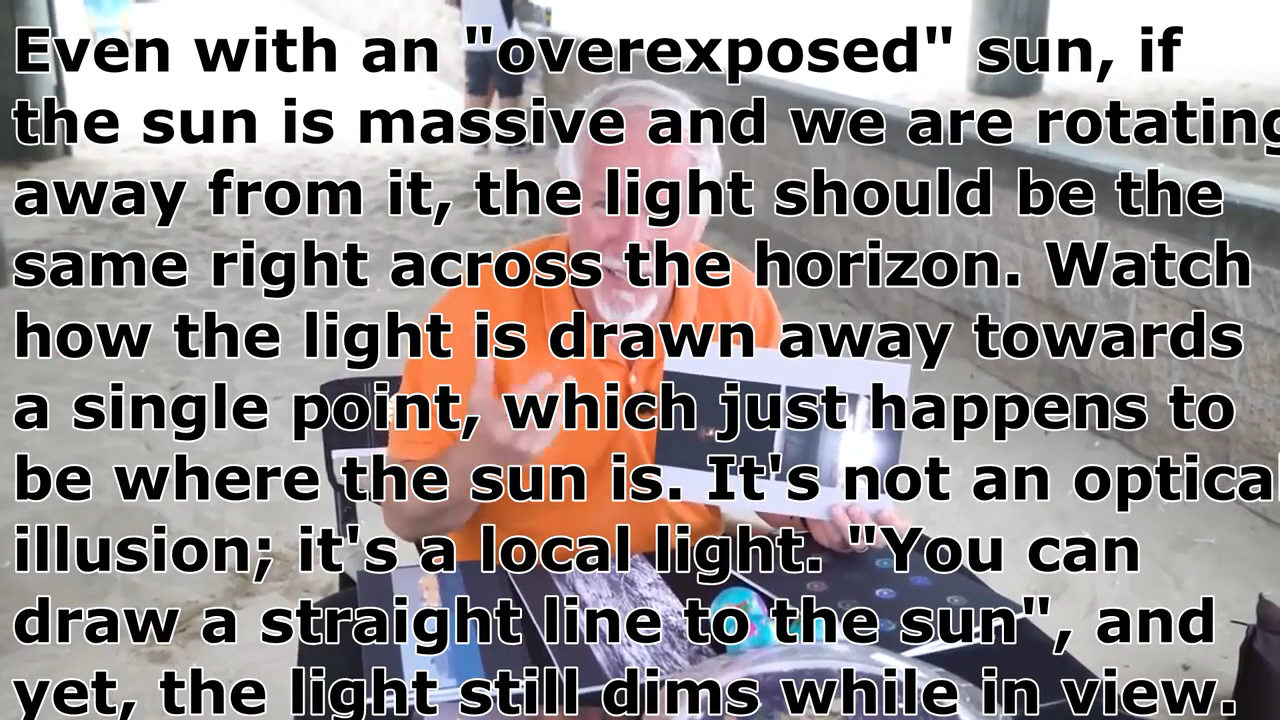 Even with an "overexposed" sun, if
the sun is massive and we are rotating
away from it, the light should be the
same right across the horizon. Watch
how the light is drawn away towards
a single point, which just happens to
be where the sun is. It's not an optical
illusion; it's a local light. "You can
draw a straight line to the sun", and
yet, the light still dims while in view.